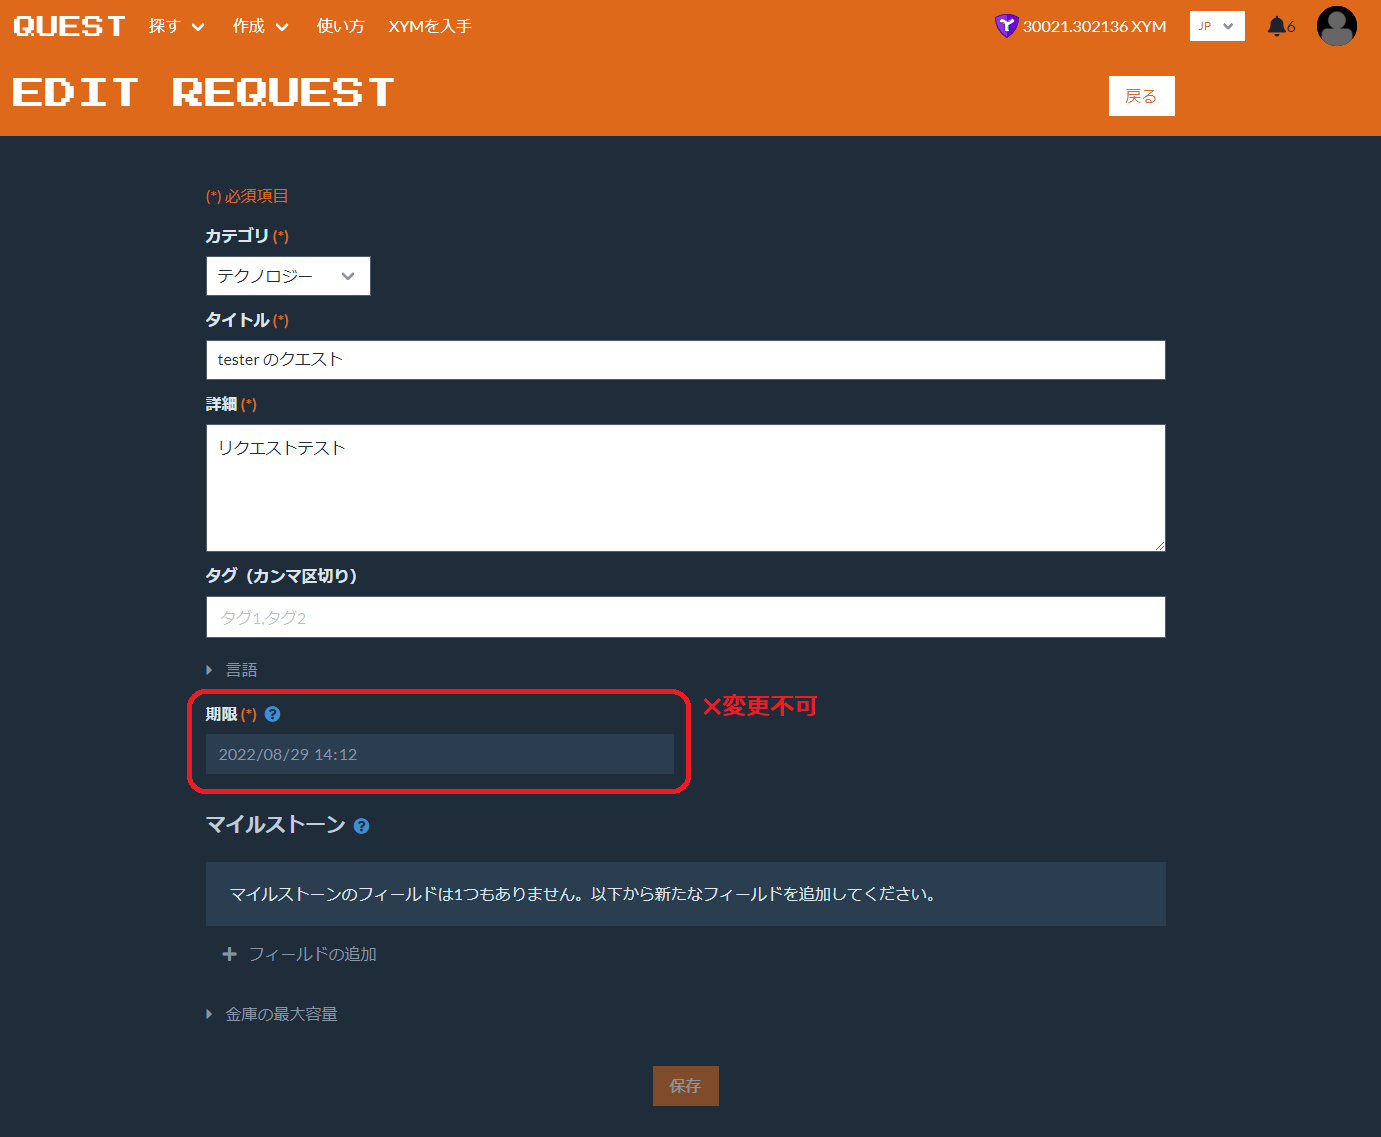 QUEST 探す 作成 使い方 XYMを入手 30021.302136 XYM JP 6
EDIT REQUEST 戻る
(*) 必須項目
カテゴリ (*)
テクノロジー
タイトル (*)
tester のクエスト
詳細 (*)
リクエストテスト
タグ（カンマ区切り）
タグ1,タグ2
言語
期限 (*) ?
×変更不可
2022/08/29 14:12
マイルストーン ?
マイルストーンのフィールドは1つもありません。以下から新たなフィールドを追加してください。
+ フィールドの追加
金庫の最大容量
保存